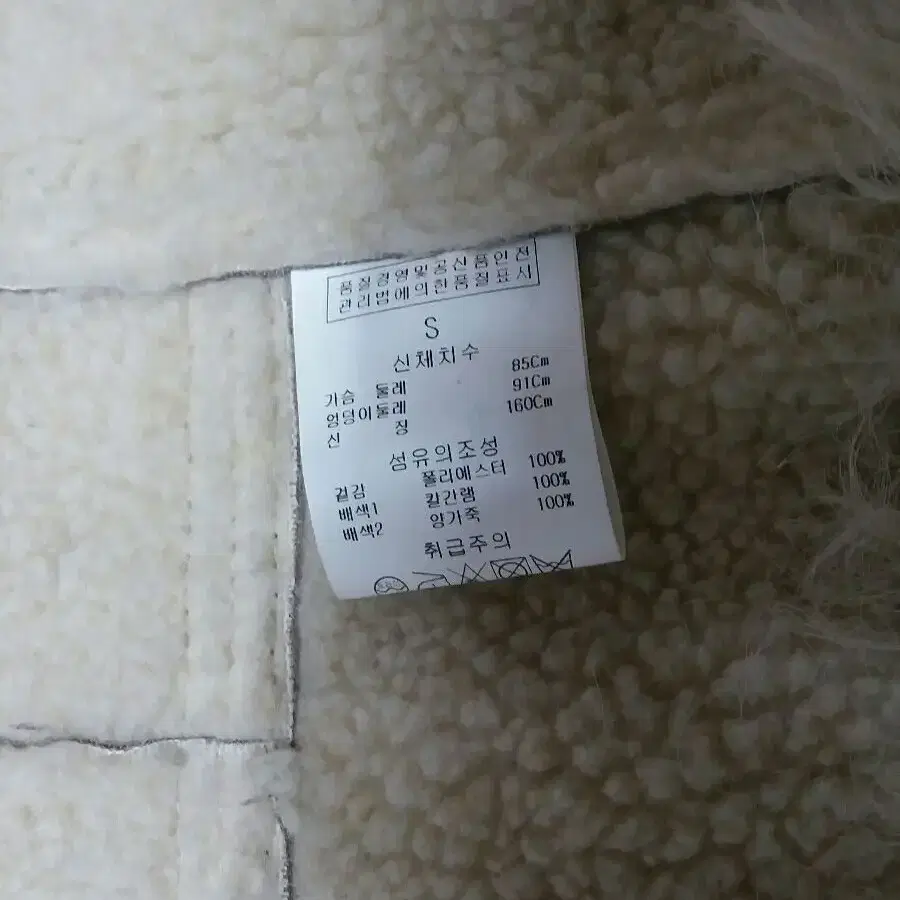 품질경영및공산품안전
관리법에의한품질표시
S
신체치수
가슴 둘레 85Cm
엉덩이둘레 91Cm
신 장 160Cm
섬유의조성
겉감 폴리에스터 100%
배색1 칼간램 100%
배색2 양가죽 100%
취급주의